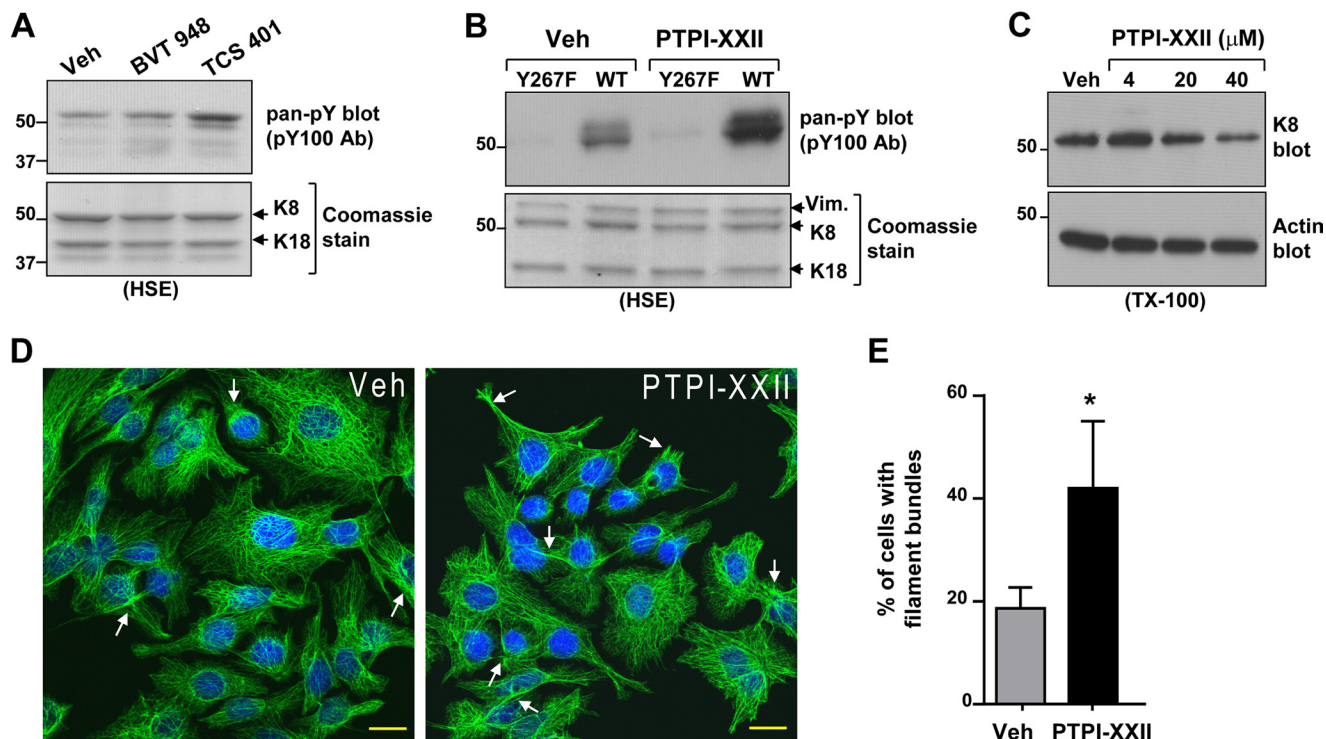 A
Veh
BVT 948
TCS 401
50
37
pan-pY blot
(pY100 Ab)
50
37
K8
K18
Coomassie
stain
(HSE)
B
Veh
PTPI-XXII
Y267F
WT
Y267F
WT
50
pan-pY blot
(pY100 Ab)
50
Vim.
K8
K18
Coomassie
stain
(HSE)
C
PTPI-XXII (μM)
Veh
4
20
40
50
K8
blot
50
Actin
blot
(TX-100)
D
Veh
PTPI-XXII
E
% of cells with
filament bundles
60
40
20
0
*
Veh
PTPI-XXII